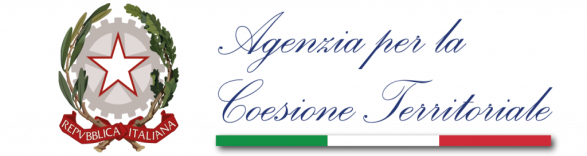 Agenzia per la
Coesione Territoriale
REPVBBLICA ITALIANA